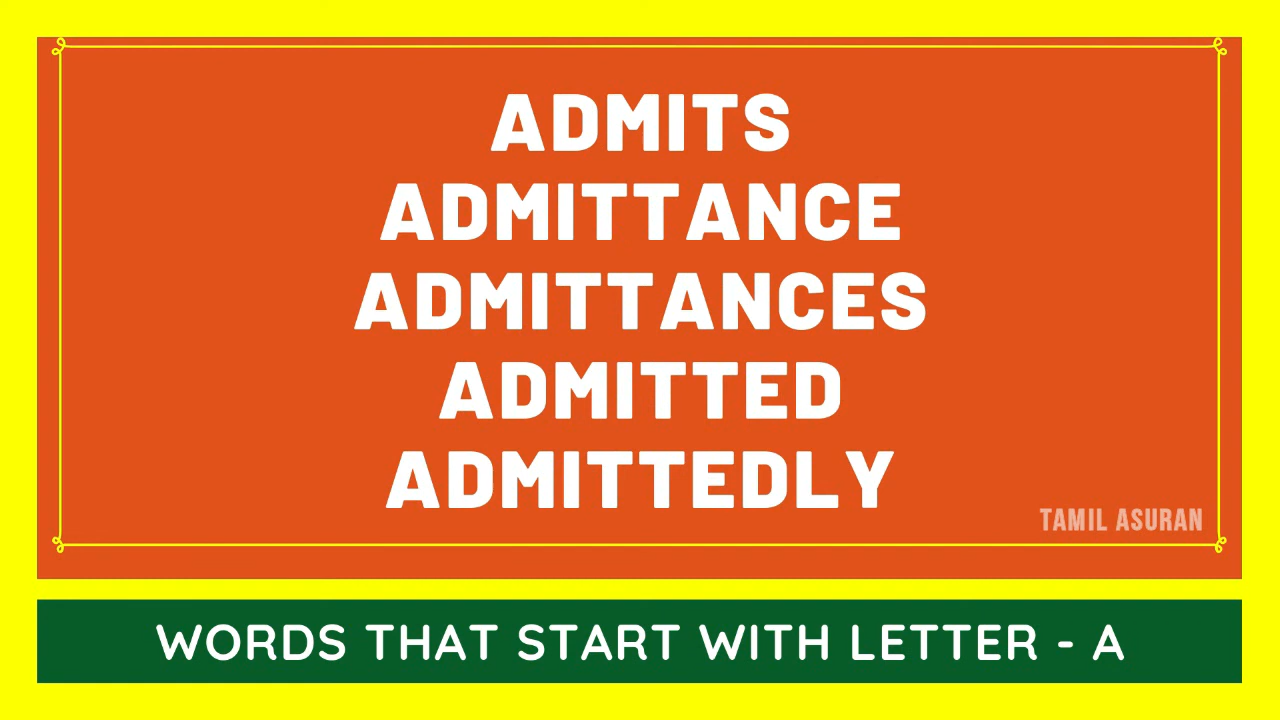 ADMITS
ADMITTANCE
ADMITTANCES
ADMITTED
ADMITTEDLY
TAMIL ASURAN
WORDS THAT START WITH LETTER - A